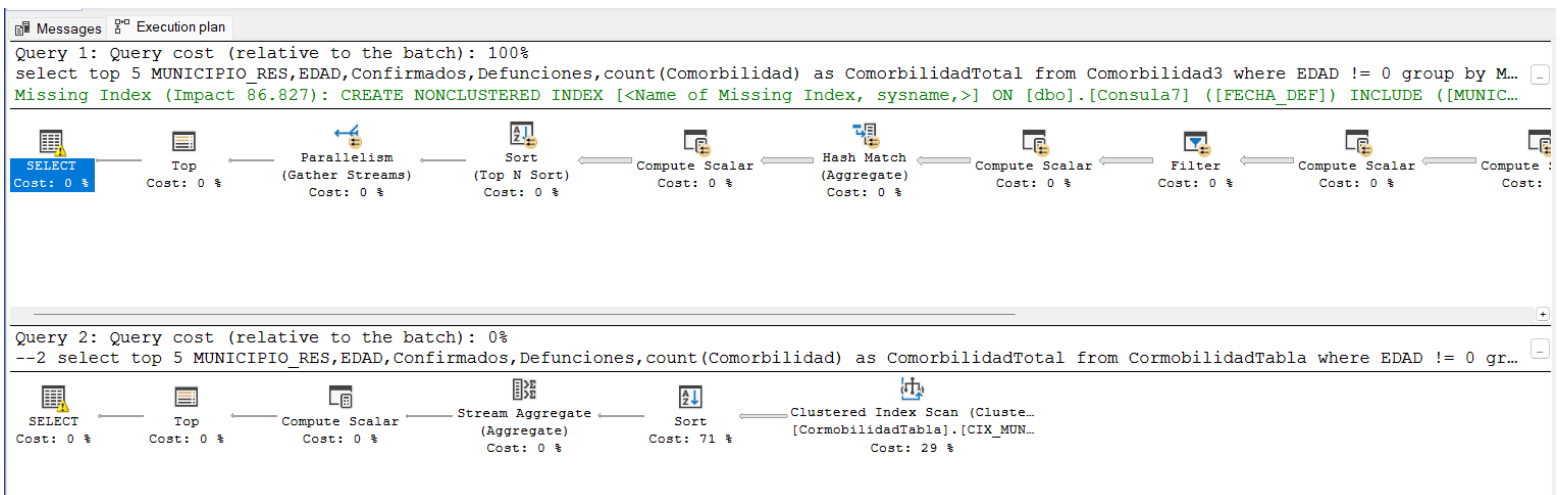 Messages Execution plan
Query 1: Query cost (relative to the batch): 100%
select top 5 MUNICIPIO_RES,EDAD,Confirmados,Defunciones,count(Comorbilidad) as ComorbilidadTotal from Comorbilidad3 where EDAD != 0 group by M…
Missing Index (Impact 86.827): CREATE NONCLUSTERED INDEX [<Name of Missing Index, sysname,>] ON [dbo].[Consula7] ([FECHA_DEF]) INCLUDE ([MUNIC…
SELECT
Cost: 0 %
Top
Cost: 0 %
Parallelism
(Gather Streams)
Cost: 0 %
Sort
(Top N Sort)
Cost: 0 %
Compute Scalar
Cost: 0 %
Hash Match
(Aggregate)
Cost: 0 %
Compute Scalar
Cost: 0 %
Filter
Cost: 0 %
Compute Scalar
Cost: 0 %
Compute
Cost:
Query 2: Query cost (relative to the batch): 0%
--2 select top 5 MUNICIPIO_RES,EDAD,Confirmados,Defunciones,count(Comorbilidad) as ComorbilidadTotal from CormobilidadTabla where EDAD != 0 gr…
SELECT
Cost: 0 %
Top
Cost: 0 %
Compute Scalar
Cost: 0 %
Stream Aggregate
(Aggregate)
Cost: 0 %
Sort
Cost: 71 %
Clustered Index Scan (Cluste…
[CormobilidadTabla].[CIX_MUN…
Cost: 29 %